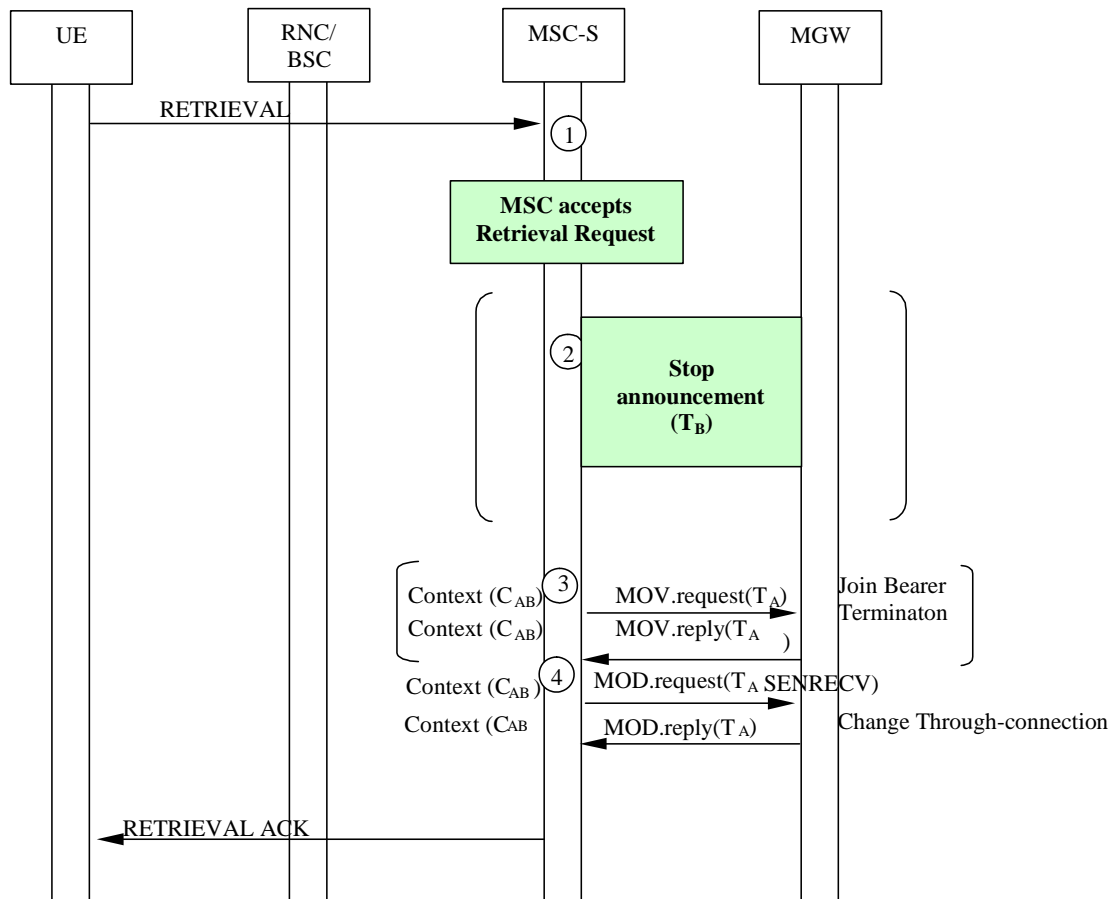 UE
RNC/
BSC
MSC-S
MGW
RETRIEVAL
1
MSC accepts
Retrieval Request
2
Stop
announcement
(TB)
3
Context (CAB)
MOV.request(TA)
Join Bearer
Terminaton
Context (CAB)
MOV.reply(TA )
4
Context (CAB)
MOD.request(TA SENRECV)
Context (CAB
MOD.reply(TA)
Change Through-connection
RETRIEVAL ACK